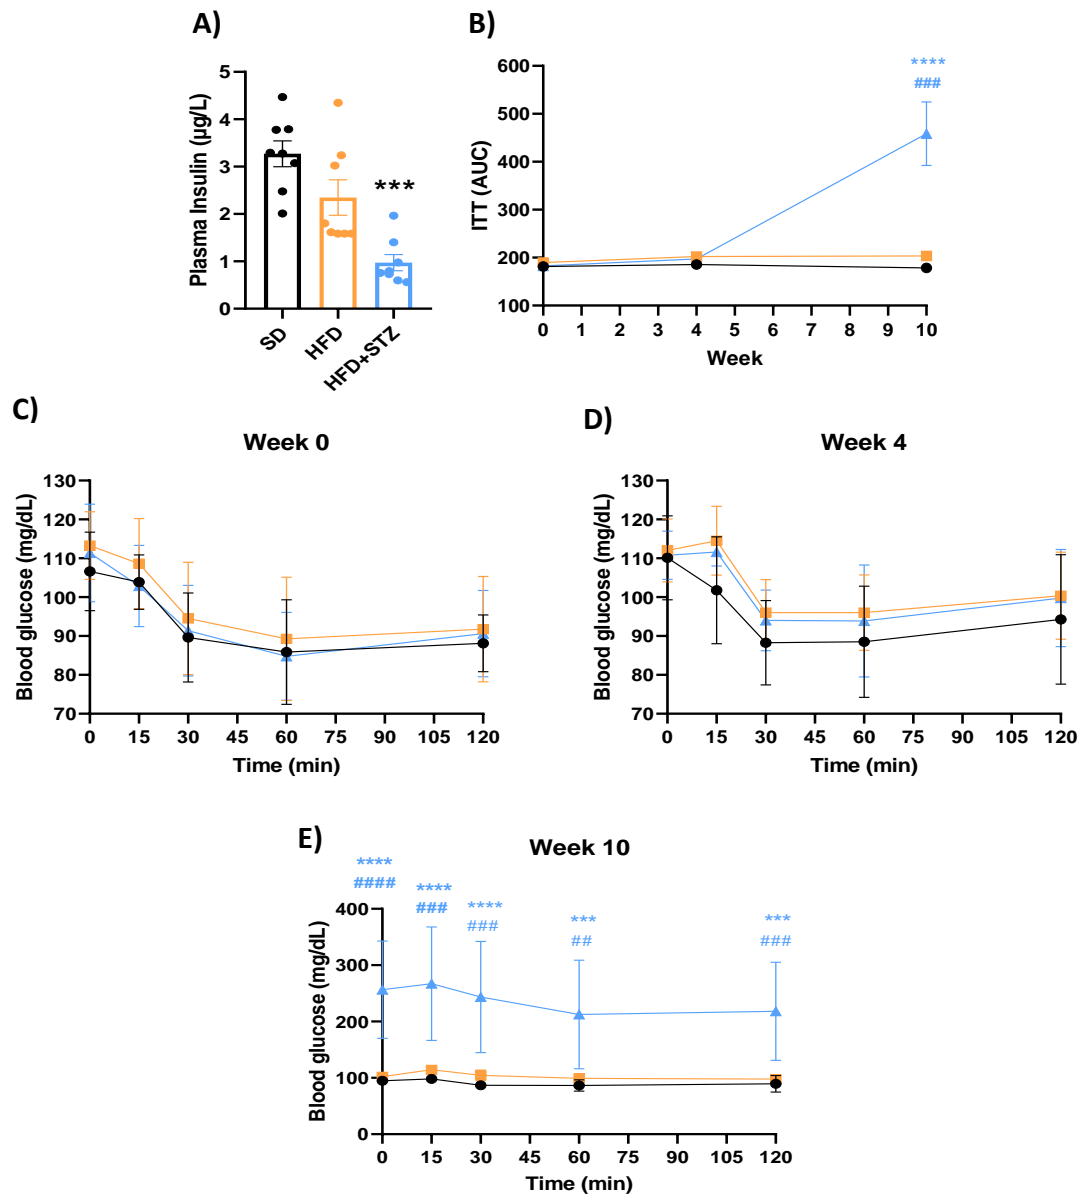 A)
Plasma Insulin (µg/L)
5
4
3
2
1
0
***
SD
HFD
HFD+STZ
B)
ITT (AUC)
600
500
400
300
200
100
****
###
0 1 2 3 4 5 6 7 8 9 10
Week
C)
Week 0
Blood glucose (mg/dL)
130
120
110
100
90
80
70
0 15 30 45 60 75 90 105 120
Time (min)
D)
Week 4
Blood glucose (mg/dL)
130
120
110
100
90
80
70
0 15 30 45 60 75 90 105 120
Time (min)
E)
Week 10
**** **** **** *** ***
#### ### ### ## ###
Blood glucose (mg/dL)
400
300
200
100
0
0 15 30 45 60 75 90 105 120
Time (min)